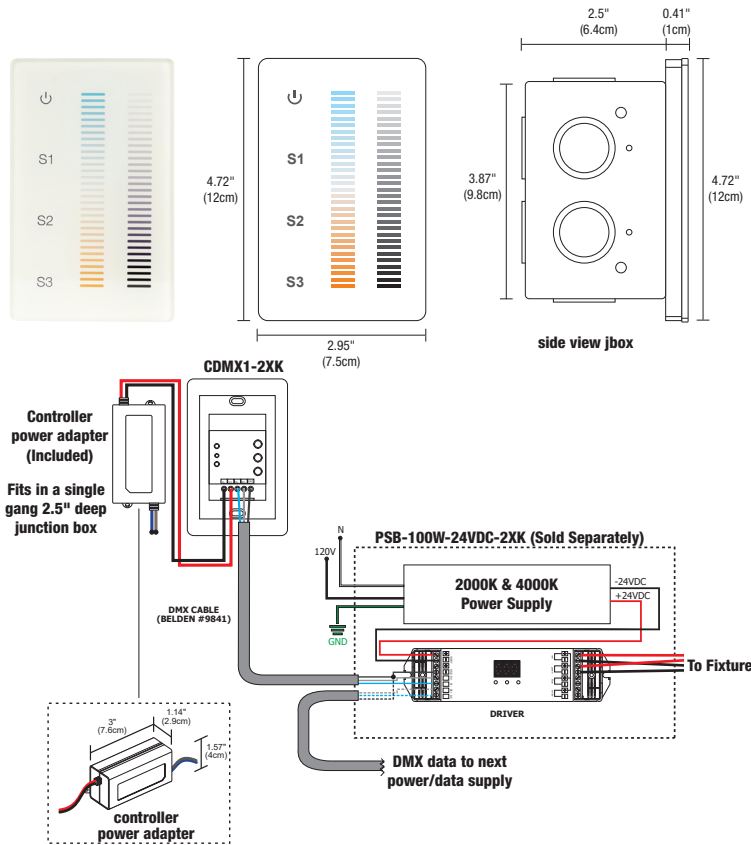 S1
S2
S3
4.72"
(12cm)
S1
S2
S3
2.95"
(7.5cm)
2.5"
(6.4cm)
0.41"
(1cm)
3.87"
(9.8cm)
4.72"
(12cm)
side view jbox
CDMX1-2XK
Controller
power adapter
(Included)
Fits in a single
gang 2.5" deep
junction box
DMX CABLE
(BELDEN #9841)
N
120V
GND
PSB-100W-24VDC-2XK (Sold Separately)
2000K & 4000K
Power Supply
-24VDC
+24VDC
To Fixture
DRIVER
DMX data to next
power/data supply
3"
(7.6cm)
1.14"
(2.9cm)
1.57"
(4cm)
controller
power adapter